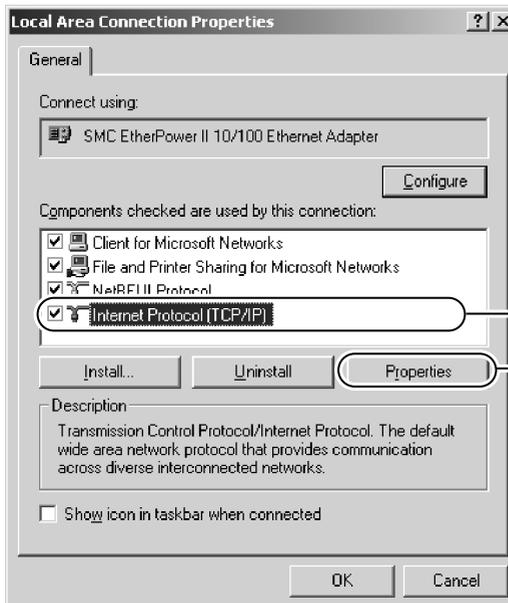 Local Area Connection Properties
General
Connect using:
SMC EtherPower II 10/100 Ethernet Adapter
Configure
Components checked are used by this connection:
Client for Microsoft Networks
File and Printer Sharing for Microsoft Networks
NetBEUI Protocol
Internet Protocol (TCP/IP)
Install...
Uninstall
Properties
Description
Transmission Control Protocol/Internet Protocol. The default
wide area network protocol that provides communication
across diverse interconnected networks.
Show icon in taskbar when connected
OK
Cancel